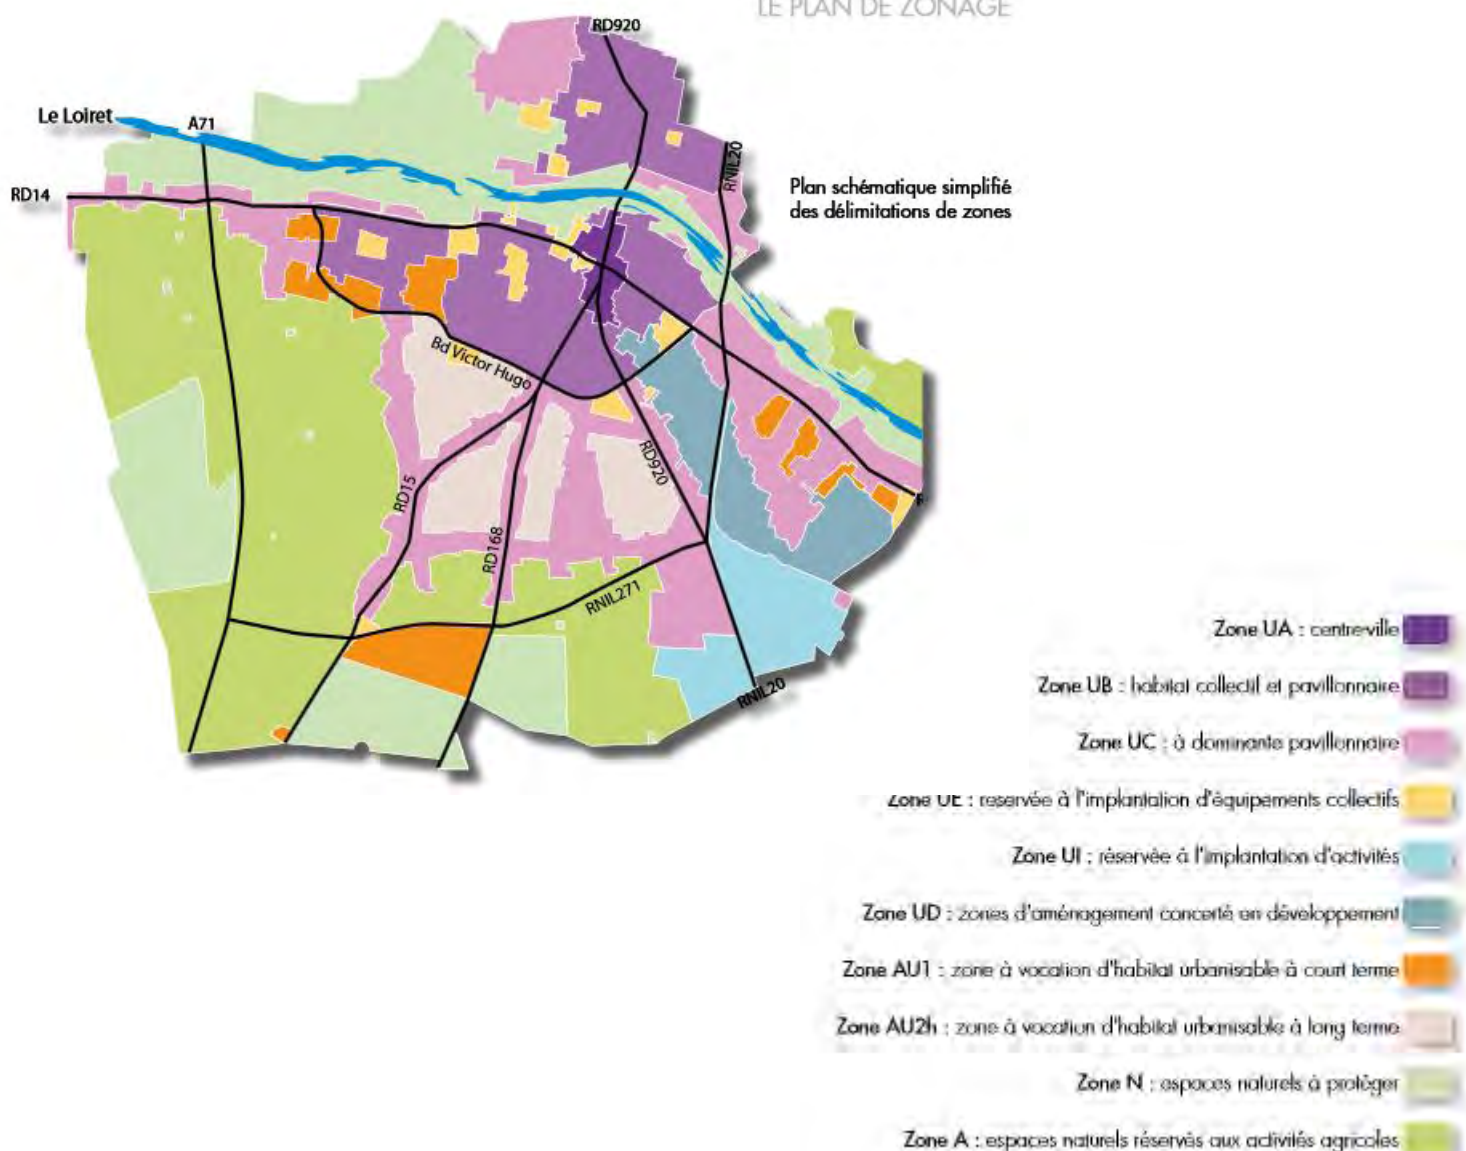 LE PLAN DE ZONAGE
RD920
Le Loiret
A71
RNIL20
RD14
Plan schématique simplifié
des délimitations de zones
Bd Victor Hugo
RD15
RD920
RD168
RNIL271
R
RNIL20
Zone UA : centre-ville
Zone UB : habitat collectif et pavillonnaire
Zone UC : à dominante pavillonnaire
Zone UE : réservée à l'implantation d'équipements collectifs
Zone UI : réservée à l'implantation d'activités
Zone UD : zones d'aménagement concerté en développement
Zone AU1 : zone à vocation d'habitat urbanisable à court terme
Zone AU2h : zone à vocation d'habitat urbanisable à long terme
Zone N : espaces naturels à protéger
Zone A : espaces naturels réservés aux activités agricoles